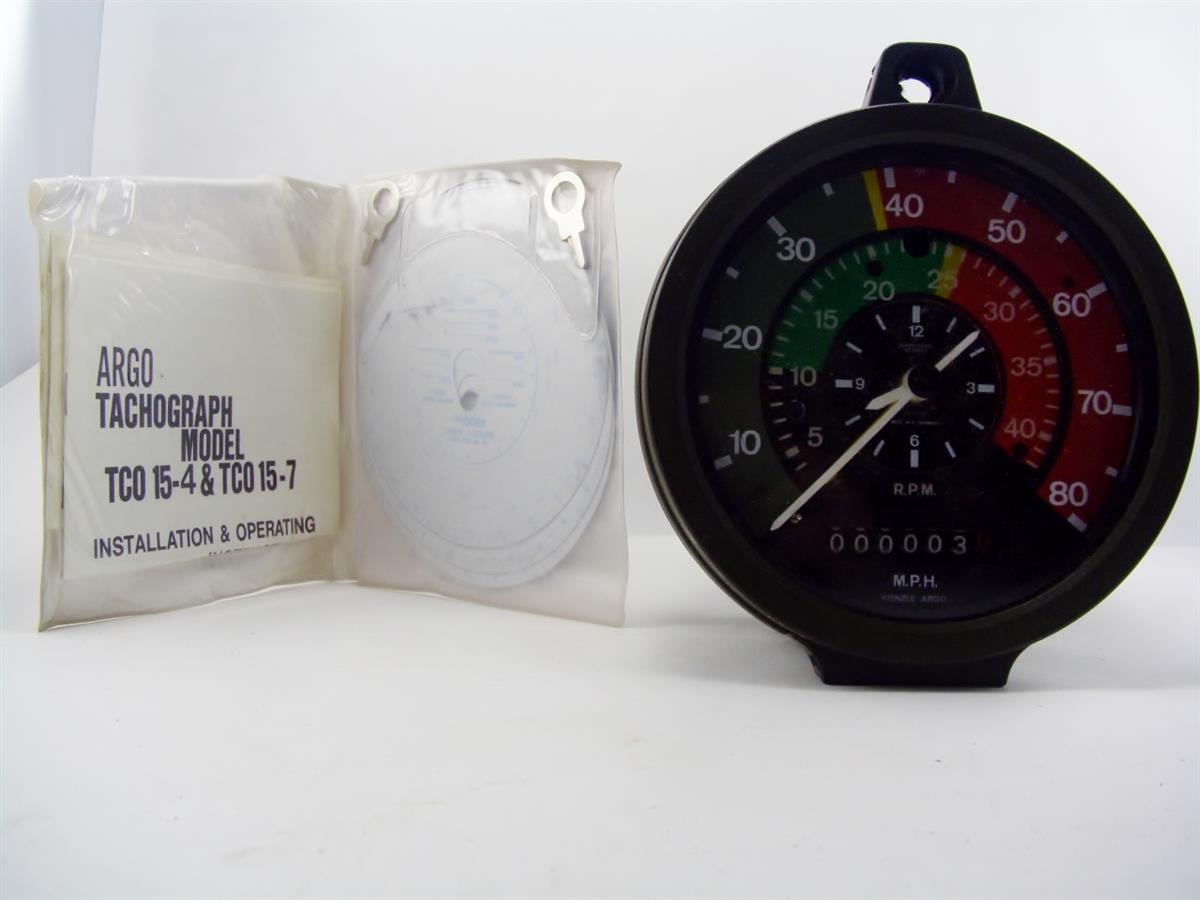 ARGO
TACHOGRAPH
MODEL
TCO 15-4 & TCO 15-7
INSTALLATION & OPERATING
10
20
30
40
50
60
70
80
5
10
15
20
25
30
35
40
12
3
6
9
R.P.M.
000003
M.P.H.
KIENZLE ARGO